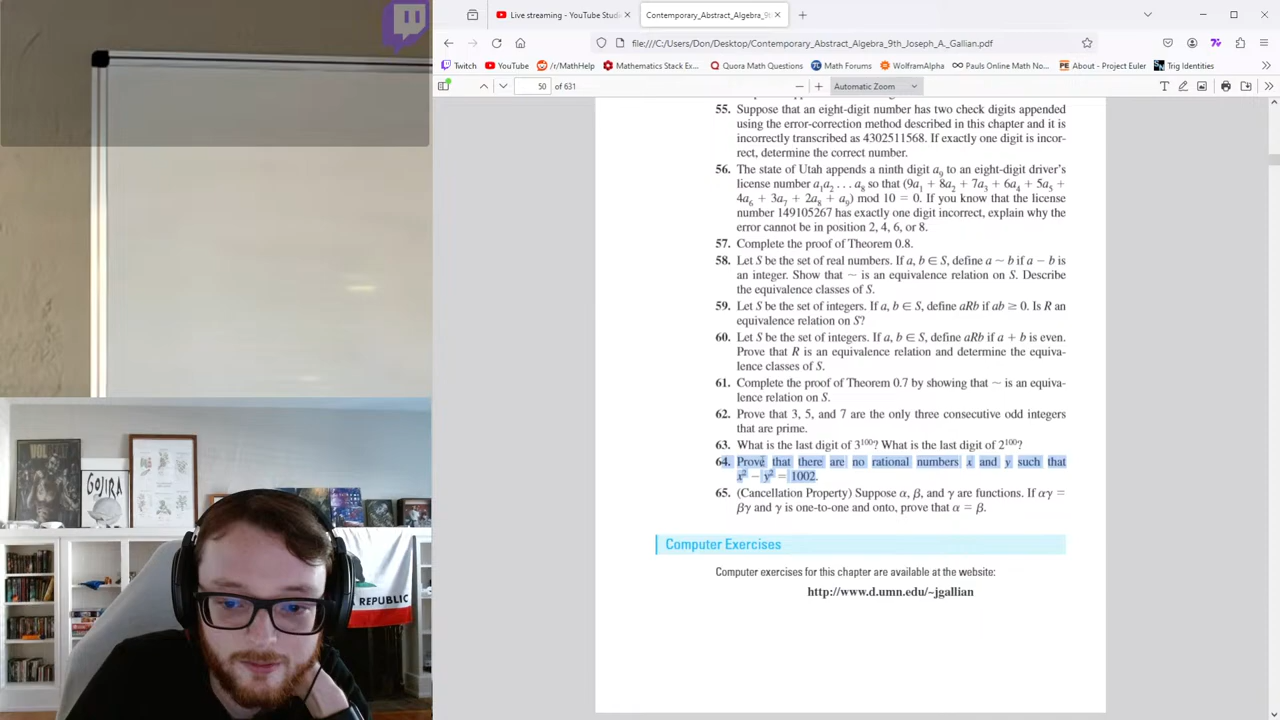 Live streaming - YouTube Studi
Contemporary_Abstract_Algebra_9th
file:///C:/Users/Don/Desktop/Contemporary_Abstract_Algebra_9th_Joseph_A._Gallian.pdf
Twitch YouTube (1) r/MathHelp Mathematics Stack Ex... Quora Math Questions Math Forums WolframAlpha Pauls Online Math No... PE About - Project Euler Trig Identities
50 of 631
Automatic Zoom
55. Suppose that an eight-digit number has two check digits appended
using the error-correction method described in this chapter and it is
incorrectly transcribed as 4302511568. If exactly one digit is incor-
rect, determine the correct number.
56. The state of Utah appends a ninth digit a₉ to an eight-digit driver's
license number a₁a₂ . . . a₈ so that (9a₁ + 8a₂ + 7a₃ + 6a₄ + 5a₅ +
4a₆ + 3a₇ + 2a₈ + a₉) mod 10 = 0. If you know that the license
number 149105267 has exactly one digit incorrect, explain why the
error cannot be in position 2, 4, 6, or 8.
57. Complete the proof of Theorem 0.8.
58. Let S be the set of real numbers. If a, b ∈ S, define a ~ b if a − b is
an integer. Show that ~ is an equivalence relation on S. Describe
the equivalence classes of S.
59. Let S be the set of integers. If a, b ∈ S, define aRb if ab ≥ 0. Is R an
equivalence relation on S?
60. Let S be the set of integers. If a, b ∈ S, define aRb if a + b is even.
Prove that R is an equivalence relation and determine the equiva-
lence classes of S.
61. Complete the proof of Theorem 0.7 by showing that ~ is an equiva-
lence relation on S.
62. Prove that 3, 5, and 7 are the only three consecutive odd integers
that are prime.
63. What is the last digit of 3¹⁰⁰? What is the last digit of 2¹⁰⁰?
64. Prove that there are no rational numbers x and y such that
x² − y² = 1002.
65. (Cancellation Property) Suppose α, β, and γ are functions. If αγ =
βγ and γ is one-to-one and onto, prove that α = β.
Computer Exercises
Computer exercises for this chapter are available at the website:
http://www.d.umn.edu/~jgallian
GOJIRA
REPUBLIC